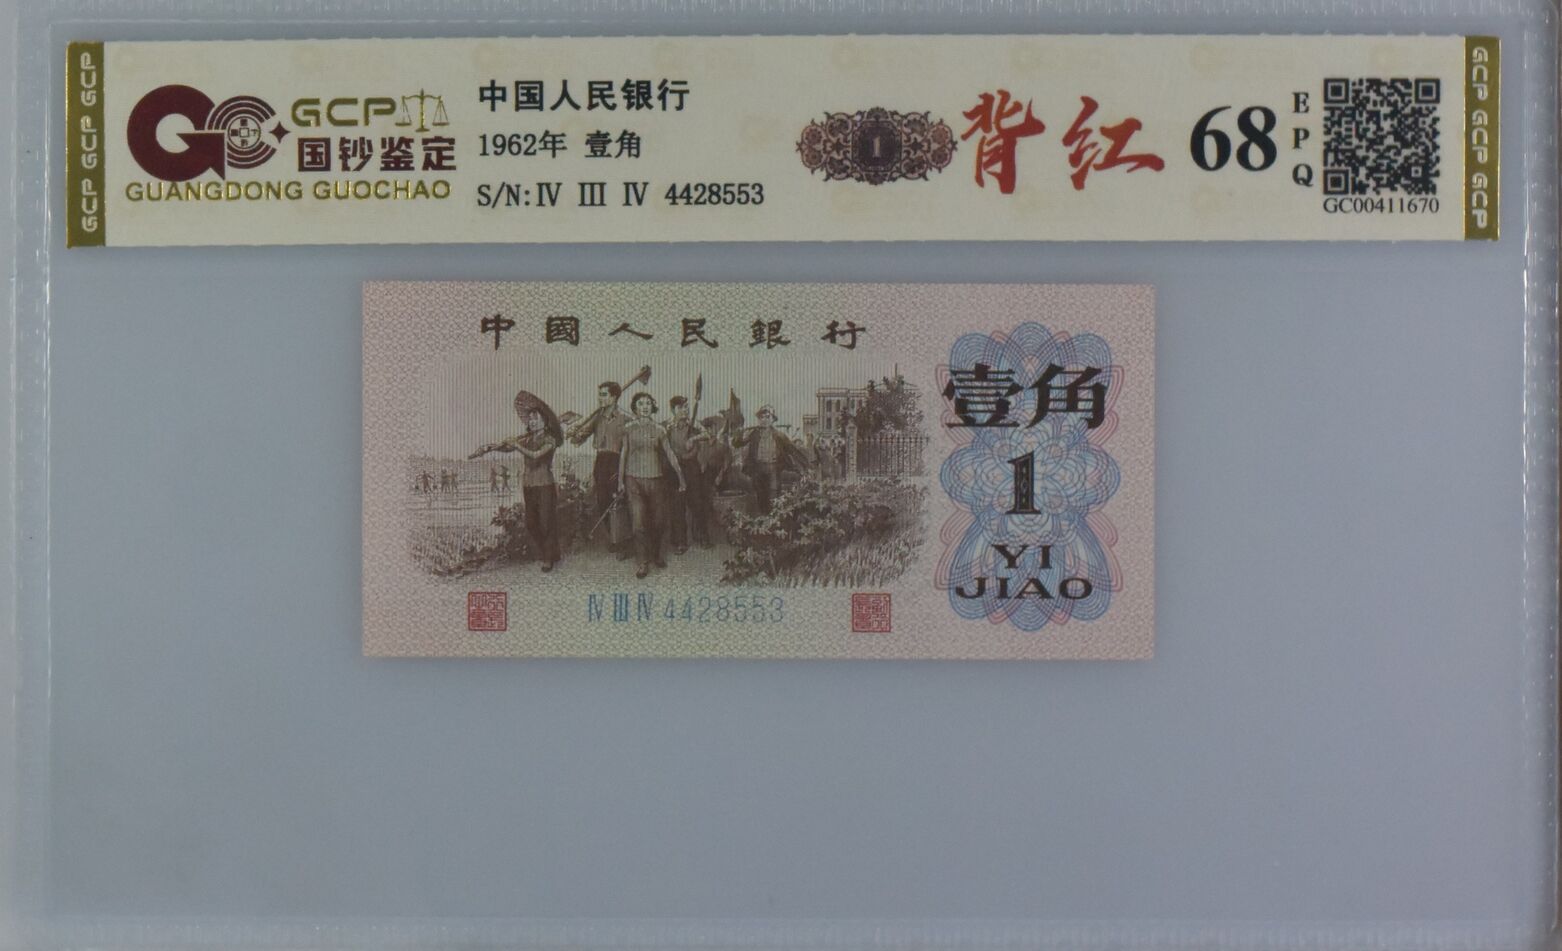 GCP GCP GCP
GCP
国钞鉴定
GUANGDONG GUOCHAO
中国人民银行
1962年 壹角
S/N: IV III IV 4428553
1
背红
68
E
P
Q
GC00411670
GCP GCP GCP
中國人民銀行
壹角
1
YI
JIAO
IV III IV 4428553